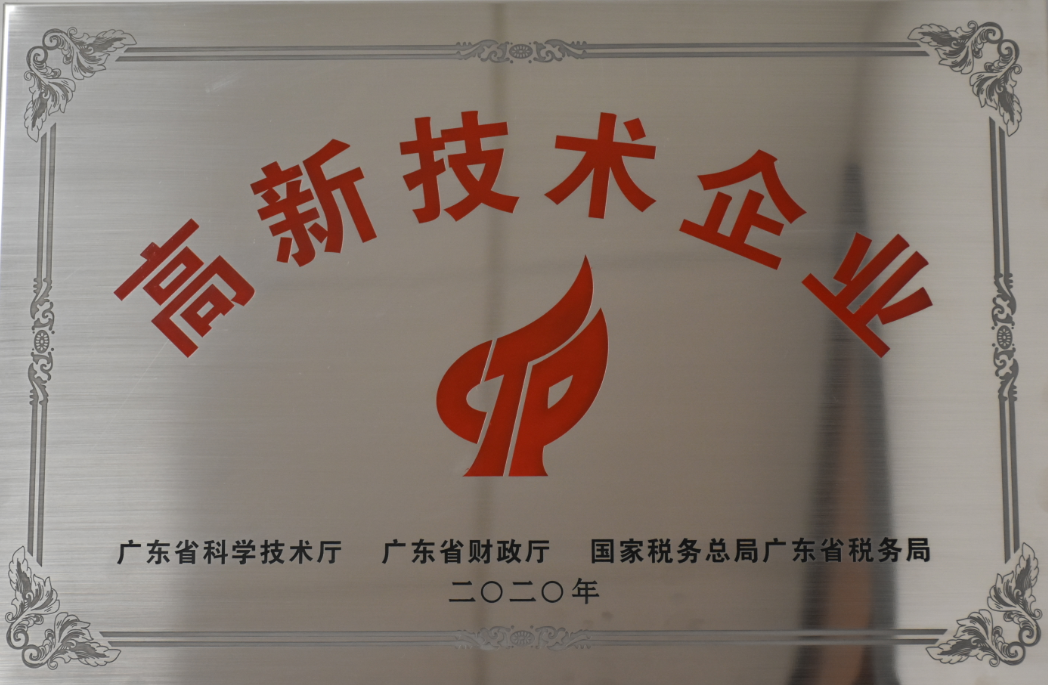 高新技术企业
广东省科学技术厅 广东省财政厅 国家税务总局广东省税务局
二〇二〇年